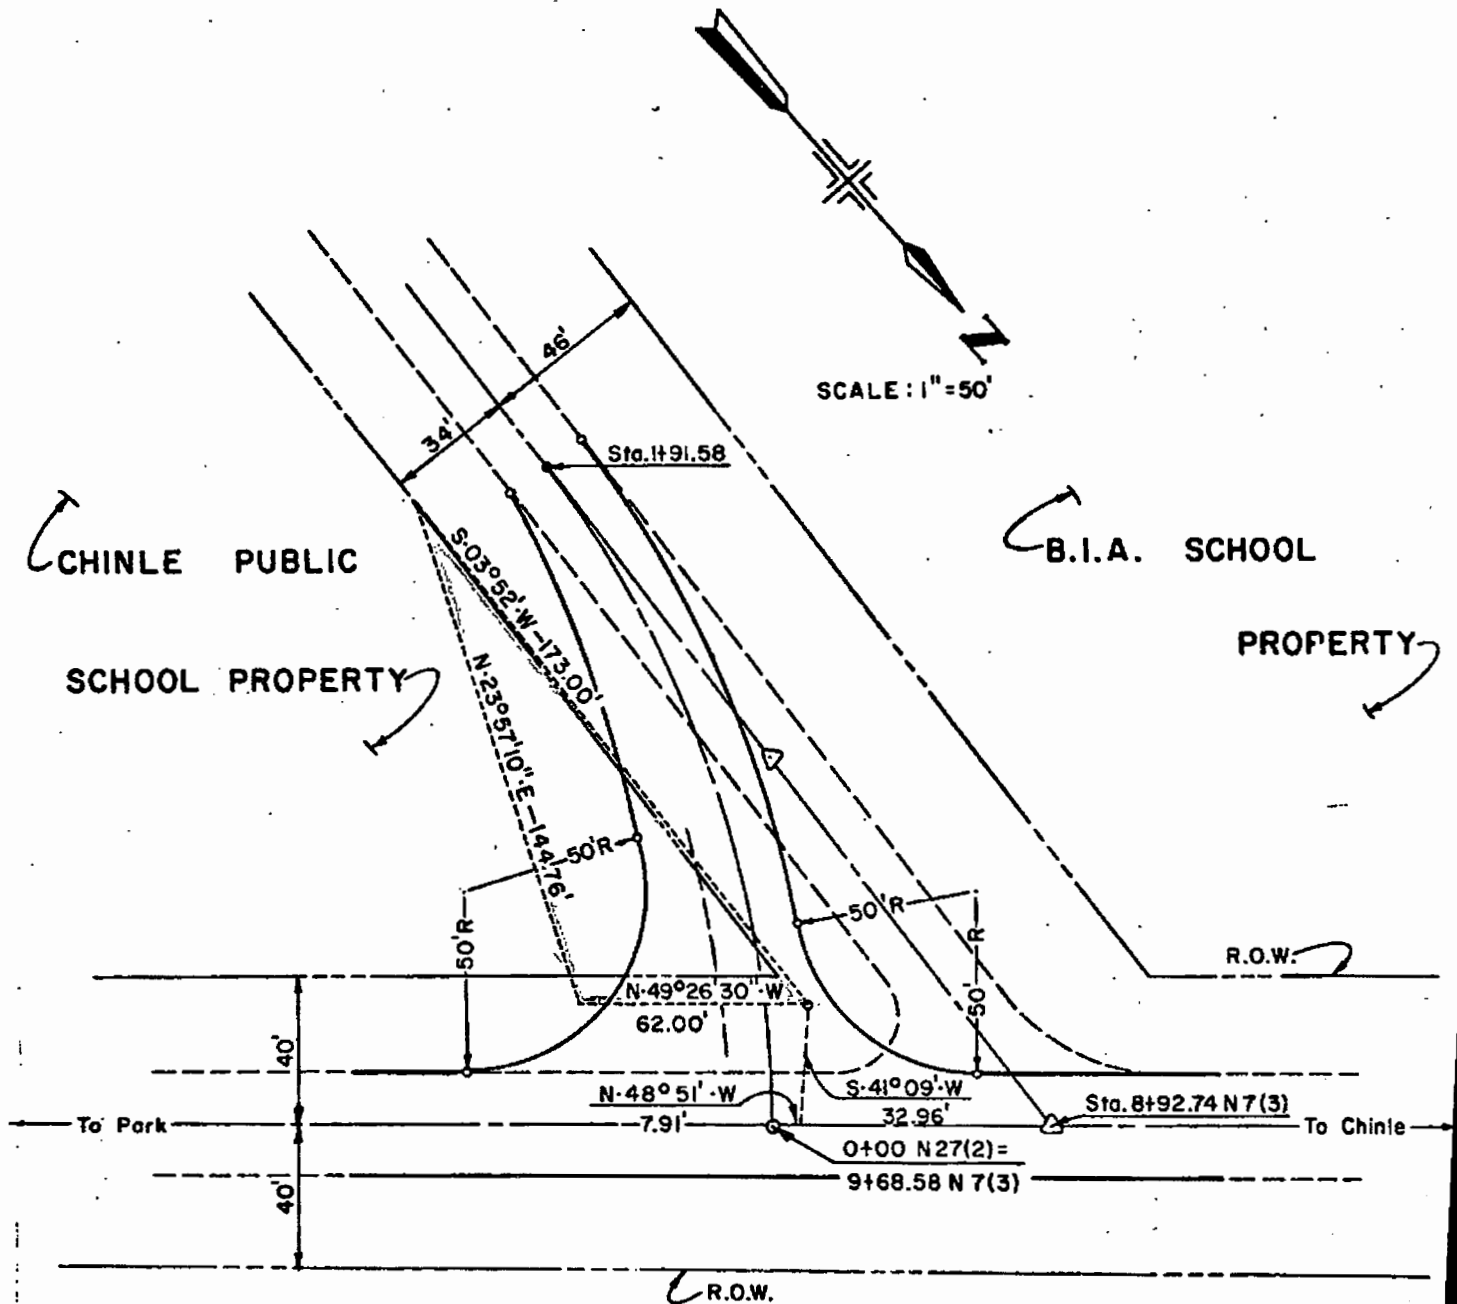 N
SCALE: 1"=50'
46'
34'
Sta.1+91.58
CHINLE PUBLIC
SCHOOL PROPERTY
B.I.A. SCHOOL
PROPERTY
S·03°52'·W-173.00'
N·23°57'10"·E-144.76'
50'R
50'R
50'R
50'R
R.O.W.
N·49°26'30"·W
62.00'
40'
40'
N·48°51'·W
7.91'
S·41°09'·W
32.96'
Sta. 8+92.74 N7(3)
To Park
To Chinle
0+00 N27(2)=
9+68.58 N7(3)
R.O.W.